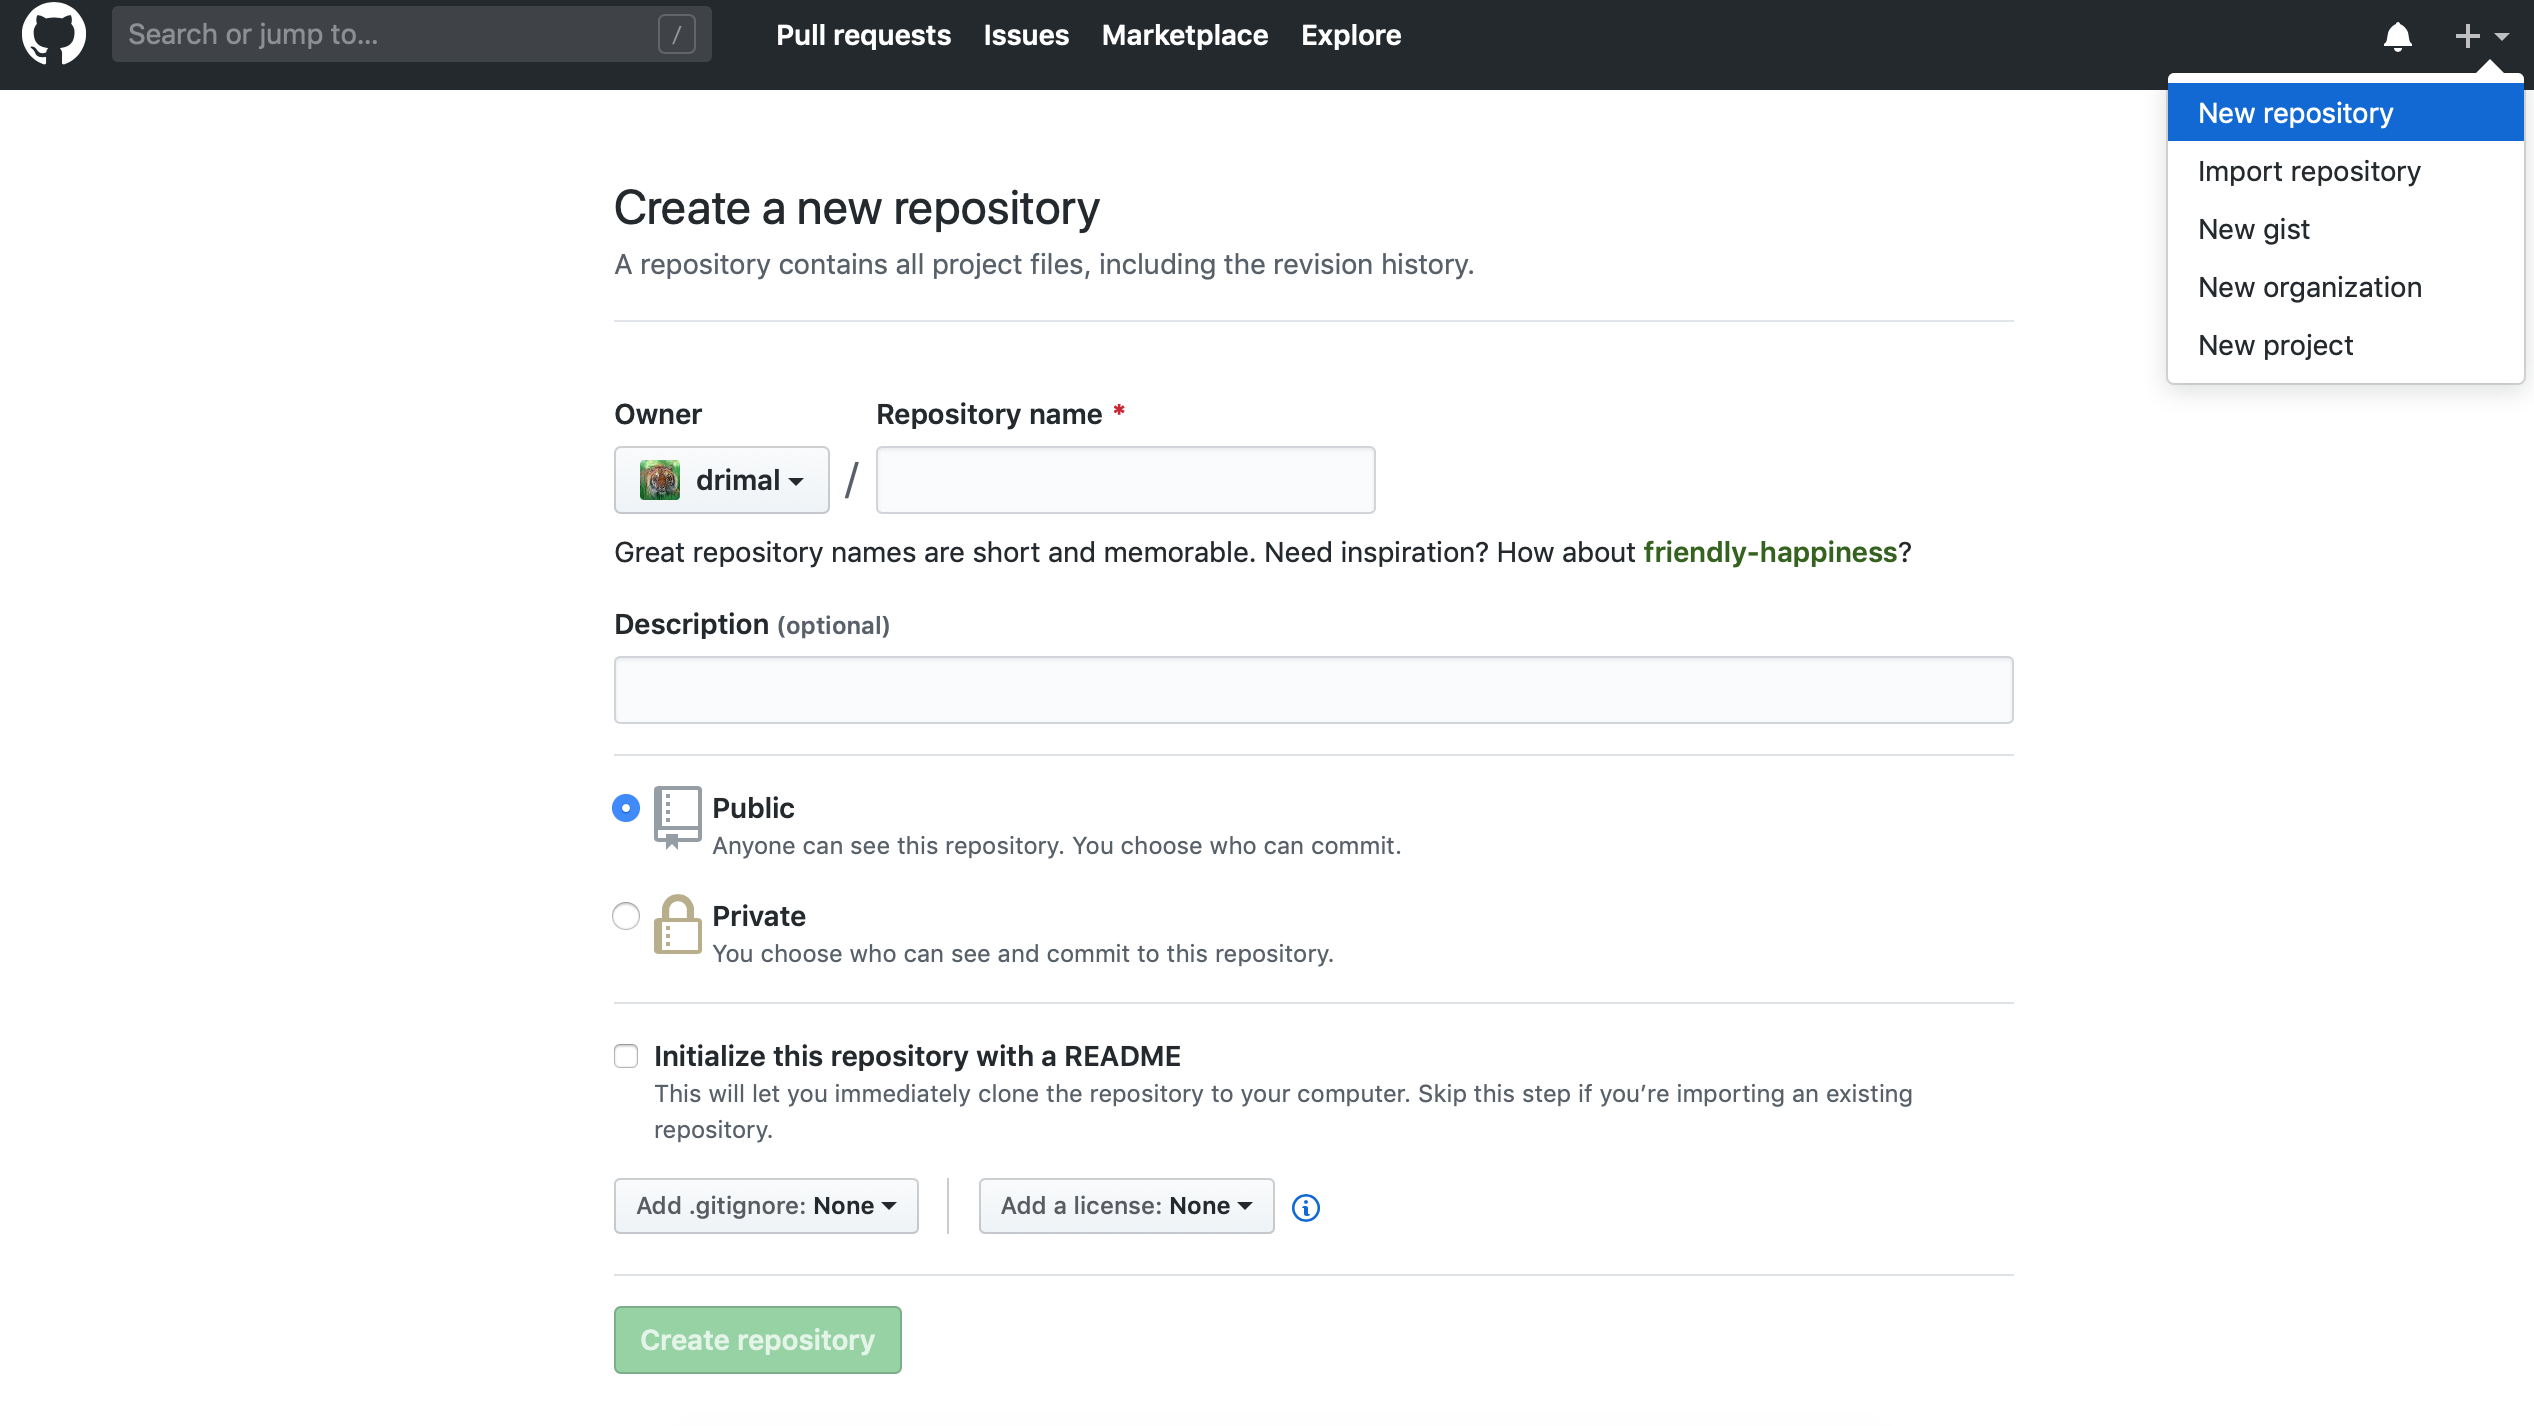 Search or jump to... /
Pull requests Issues Marketplace Explore
New repository
Import repository
New gist
New organization
New project
Create a new repository
A repository contains all project files, including the revision history.
Owner
Repository name *
drimal /
Great repository names are short and memorable. Need inspiration? How about friendly-happiness?
Description (optional)
Public
Anyone can see this repository. You choose who can commit.
Private
You choose who can see and commit to this repository.
Initialize this repository with a README
This will let you immediately clone the repository to your computer. Skip this step if you’re importing an existing
repository.
Add .gitignore: None
Add a license: None
Create repository